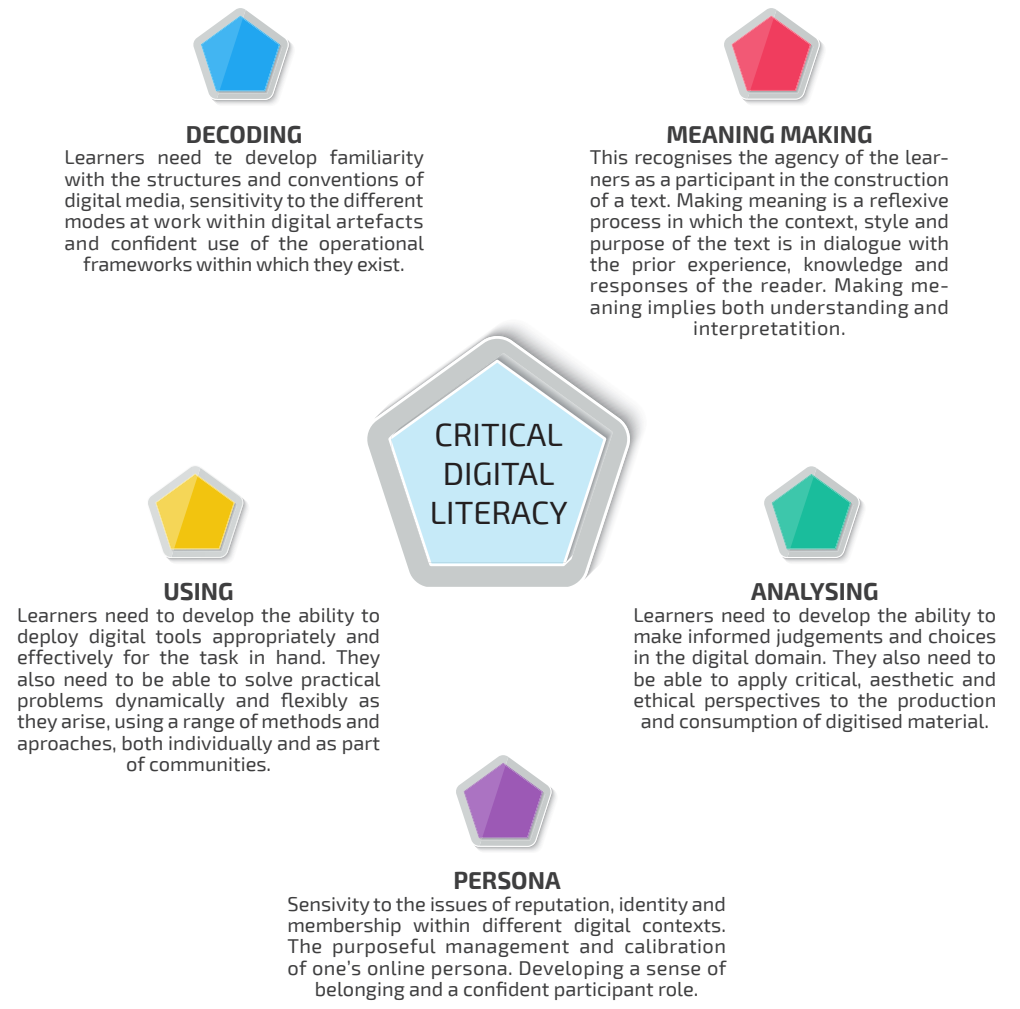 DECODING
Learners need te develop familiarity
with the structures and conventions of
digital media, sensitivity to the different
modes at work within digital artefacts
and confident use of the operational
frameworks within which they exist.
MEANING MAKING
This recognises the agency of the lear-
ners as a participant in the construction
of a text. Making meaning is a reflexive
process in which the context, style and
purpose of the text is in dialogue with
the prior experience, knowledge and
responses of the reader. Making me-
aning implies both understanding and
interpretatition.
CRITICAL
DIGITAL
LITERACY
USING
Learners need to develop the ability to
deploy digital tools appropriately and
effectively for the task in hand. They
also need to be able to solve practical
problems dynamically and flexibly as
they arise, using a range of methods and
aproaches, both individually and as part
of communities.
ANALYSING
Learners need to develop the ability to
make informed judgements and choices
in the digital domain. They also need to
be able to apply critical, aesthetic and
ethical perspectives to the production
and consumption of digitised material.
PERSONA
Sensivity to the issues of reputation, identity and
membership within different digital contexts.
The purposeful management and calibration
of one's online persona. Developing a sense of
belonging and a confident participant role.